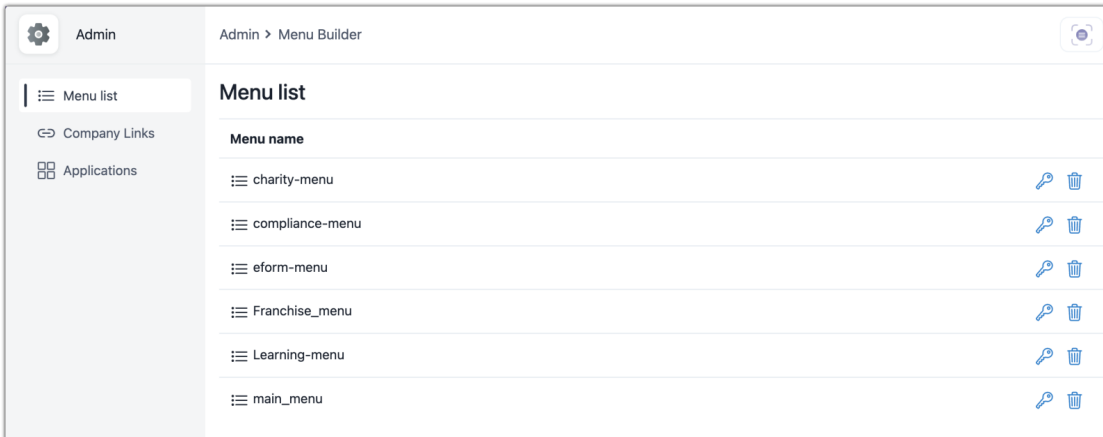 Admin
Admin > Menu Builder
Menu list
Company Links
Applications
Menu list
Menu name
charity-menu
compliance-menu
eform-menu
Franchise_menu
Learning-menu
main_menu